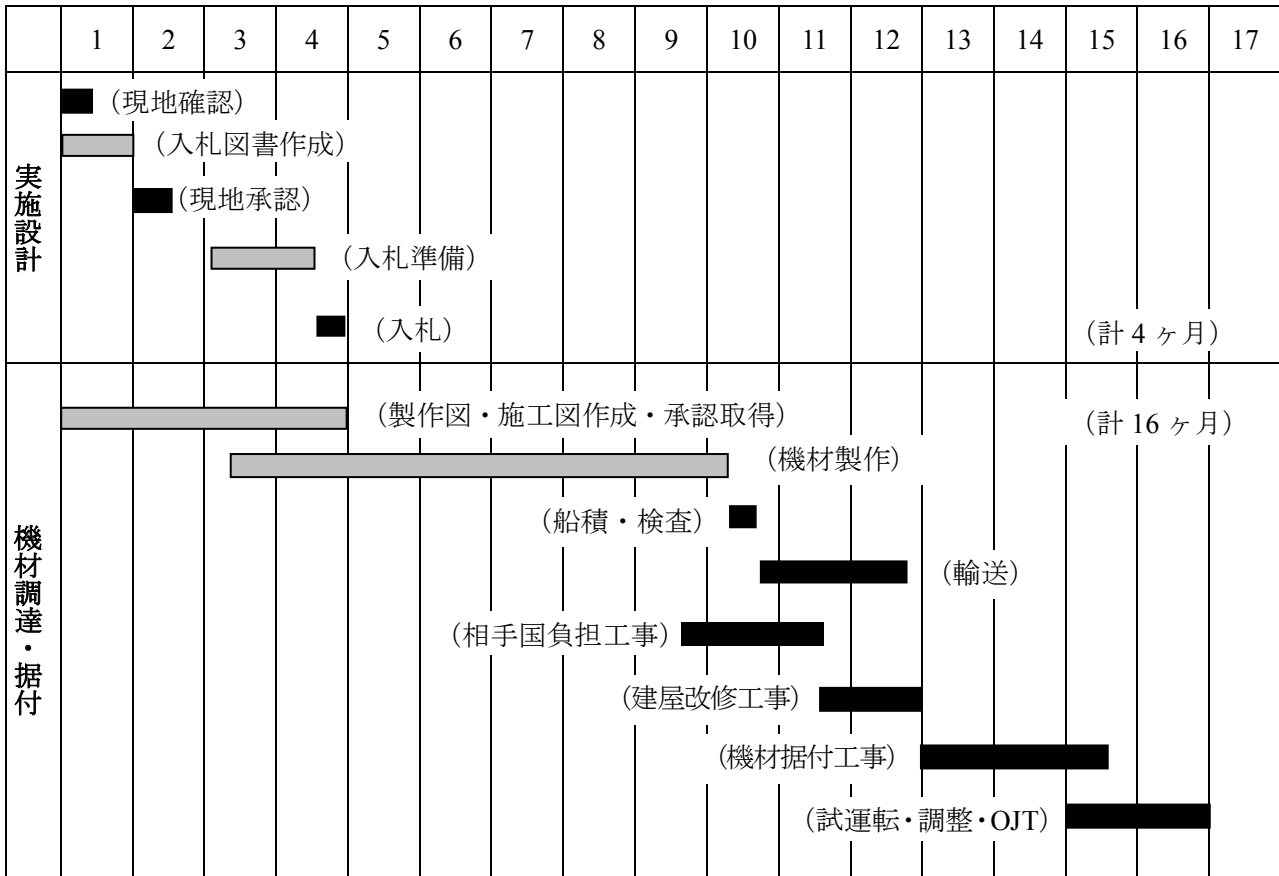 1 2 3 4 5 6 7 8 9 10 11 12 13 14 15 16 17
実施設計
(現地確認)
(入札図書作成)
(現地承認)
(入札準備)
(入札)
(計 4 ヶ月)
機材調達・据付
(製作図・施工図作成・承認取得)
(計 16 ヶ月)
(機材製作)
(船積・検査)
(輸送)
(相手国負担工事)
(建屋改修工事)
(機材据付工事)
(試運転・調整・OJT)